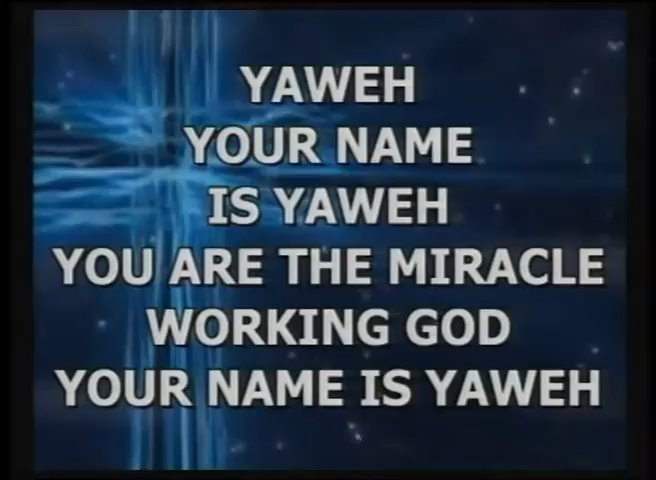 YAWEH
YOUR NAME
IS YAWEH
YOU ARE THE MIRACLE
WORKING GOD
YOUR NAME IS YAWEH